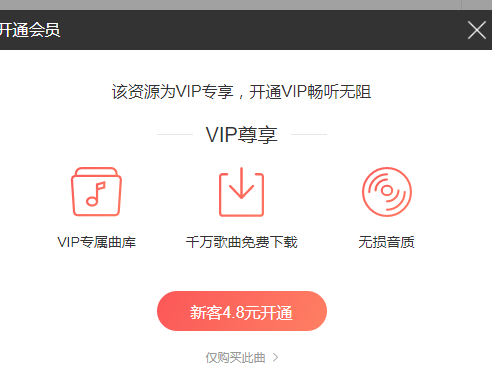 开通会员
该资源为VIP专享，开通VIP畅听无阻
VIP尊享
VIP专属曲库
千万歌曲免费下载
无损音质
新客4.8元开通
仅购买此曲 >